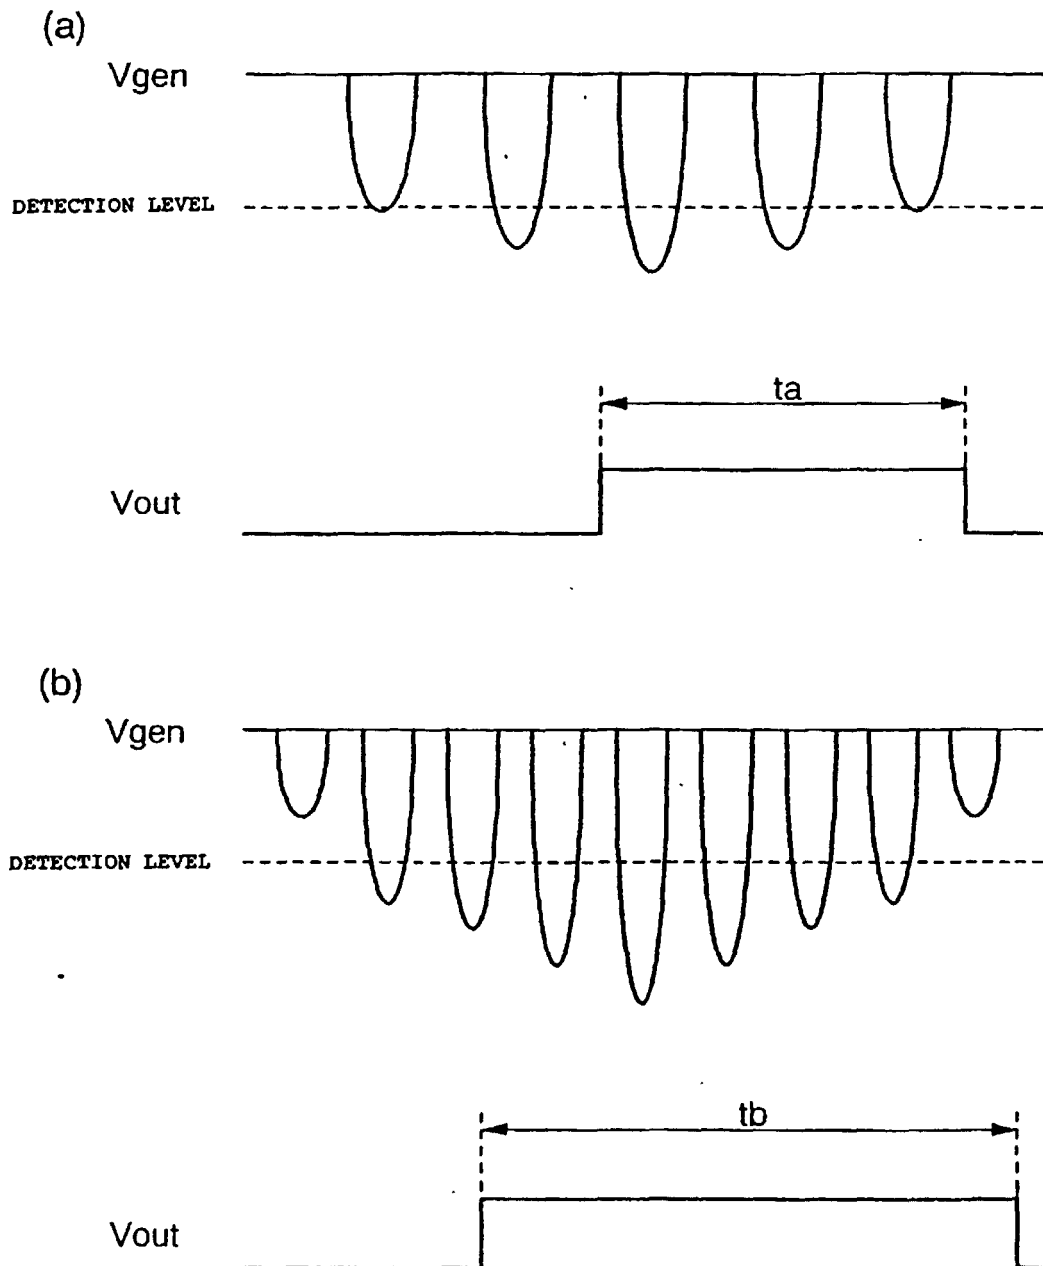 (a)
Vgen
DETECTION LEVEL
ta
Vout
(b)
Vgen
DETECTION LEVEL
tb
Vout